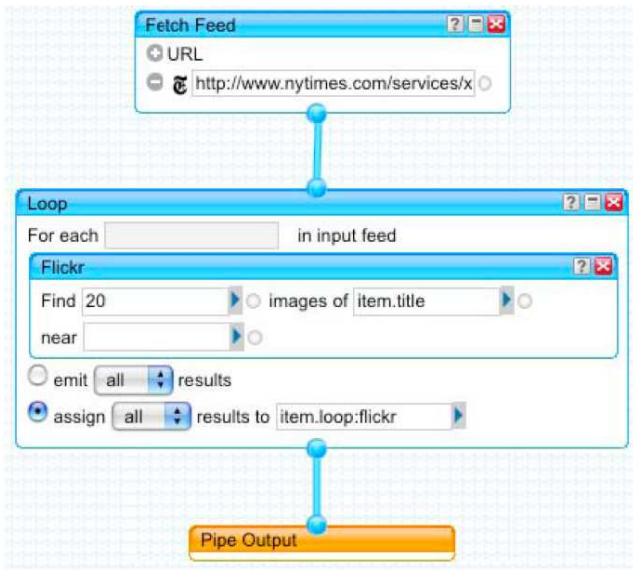 Fetch Feed
URL
http://www.nytimes.com/services/x
Loop
For each in input feed
Flickr
Find 20 images of item.title
near
emit all results
assign all results to item.loop:flickr
Pipe Output